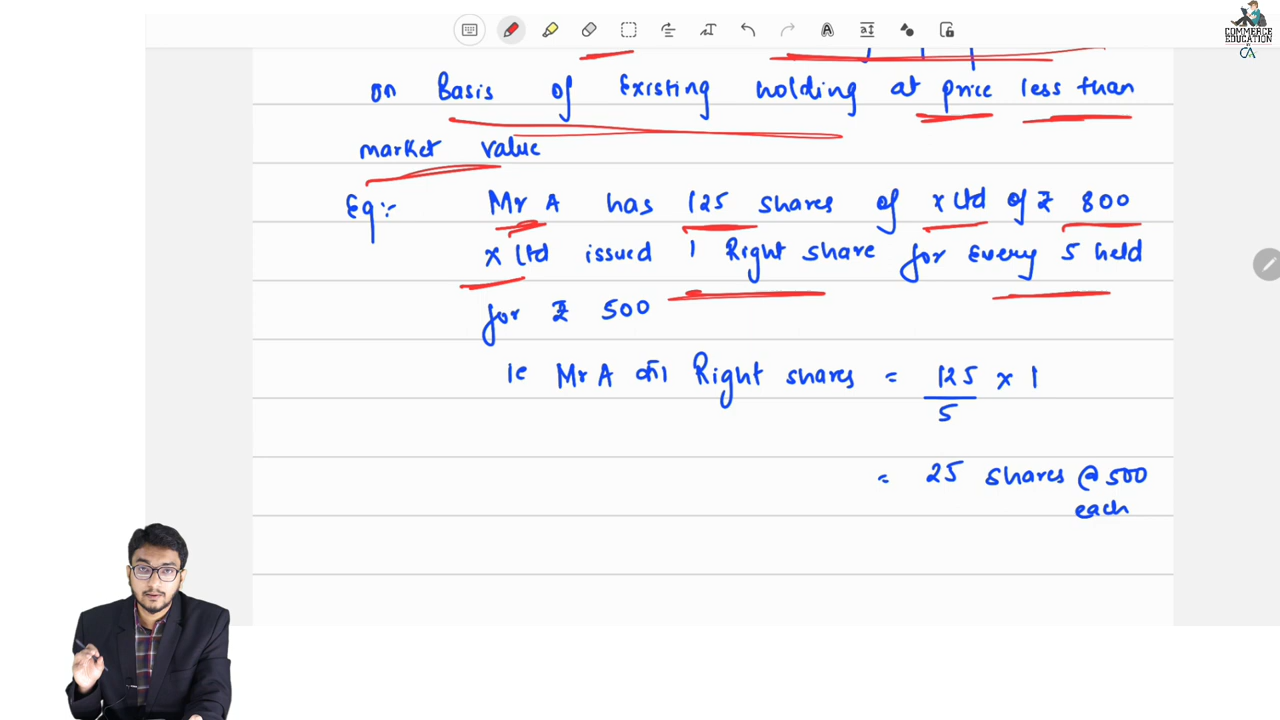 COMMERCE
EDUCATION
BY
CA
on Basis of Existing holding at price less than
market value
Eg:- Mr A has 125 shares of x Ltd of ₹ 800
x Ltd issued 1 Right share for every 5 held
for ₹ 500
ie Mr A को Right shares = 125/5 x 1
= 25 shares @ 500
each